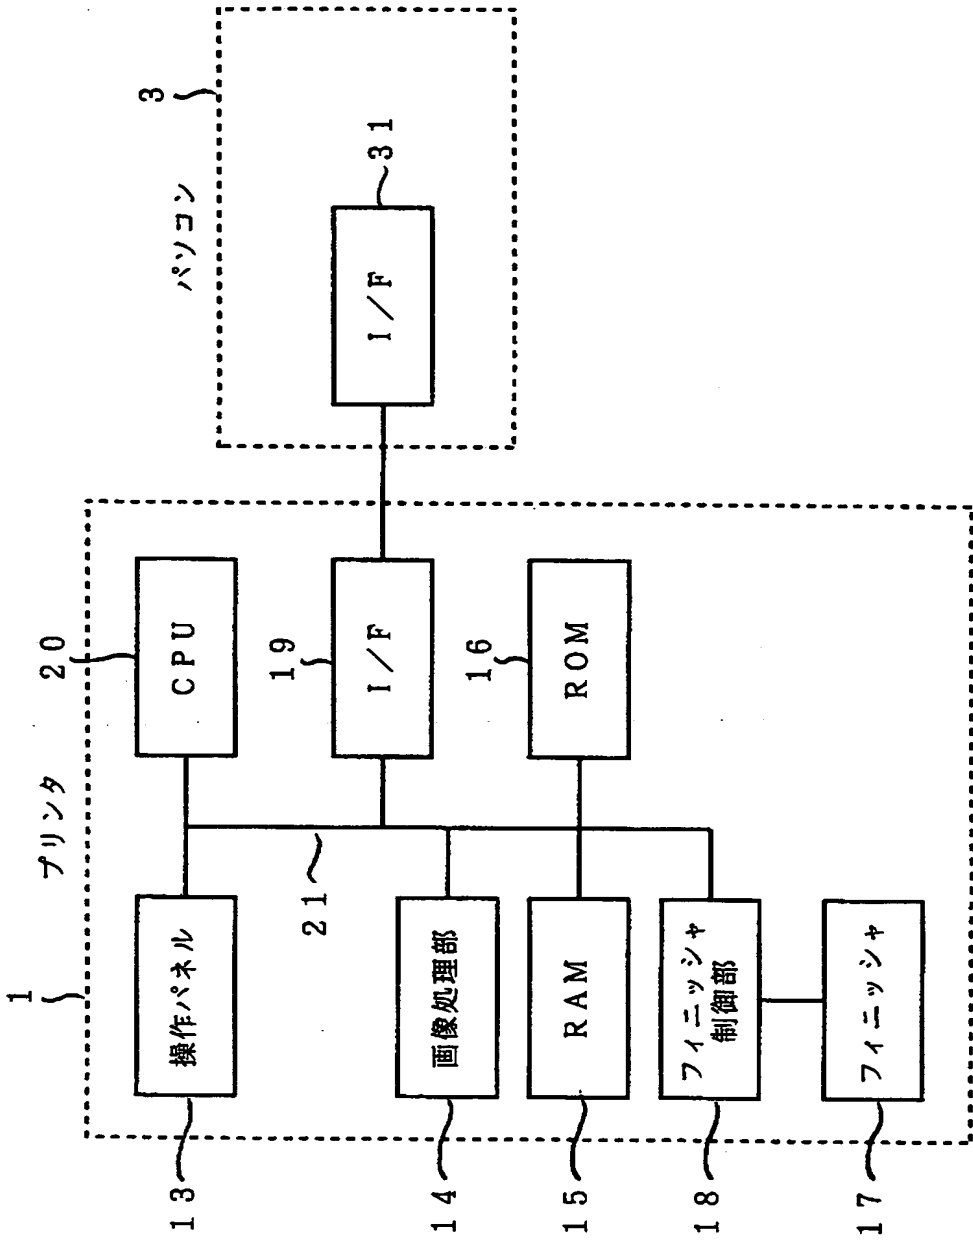 1
プリンタ
13
操作パネル
20
CPU
21
19
I/F
14
画像処理部
15
RAM
16
ROM
18
フィニッシャ
制御部
17
フィニッシャ
パソコン
3
I/F
31